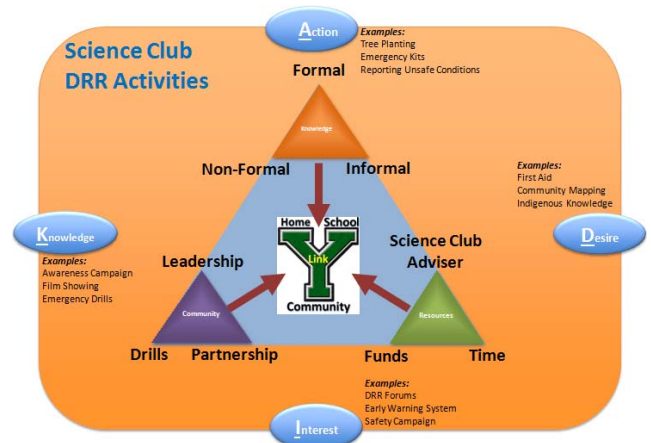 Science Club
DRR Activities
Action
Examples:
Tree Planting
Emergency Kits
Reporting Unsafe Conditions
Formal
Knowledge
Non-Formal
Informal
Examples:
First Aid
Community Mapping
Indigenous Knowledge
Knowledge
Desire
Examples:
Awareness Campaign
Film Showing
Emergency Drills
Home School
Link
Community
Leadership
Science Club
Adviser
Community
Resources
Drills
Partnership
Funds
Time
Examples:
DRR Forums
Early Warning System
Safety Campaign
Interest